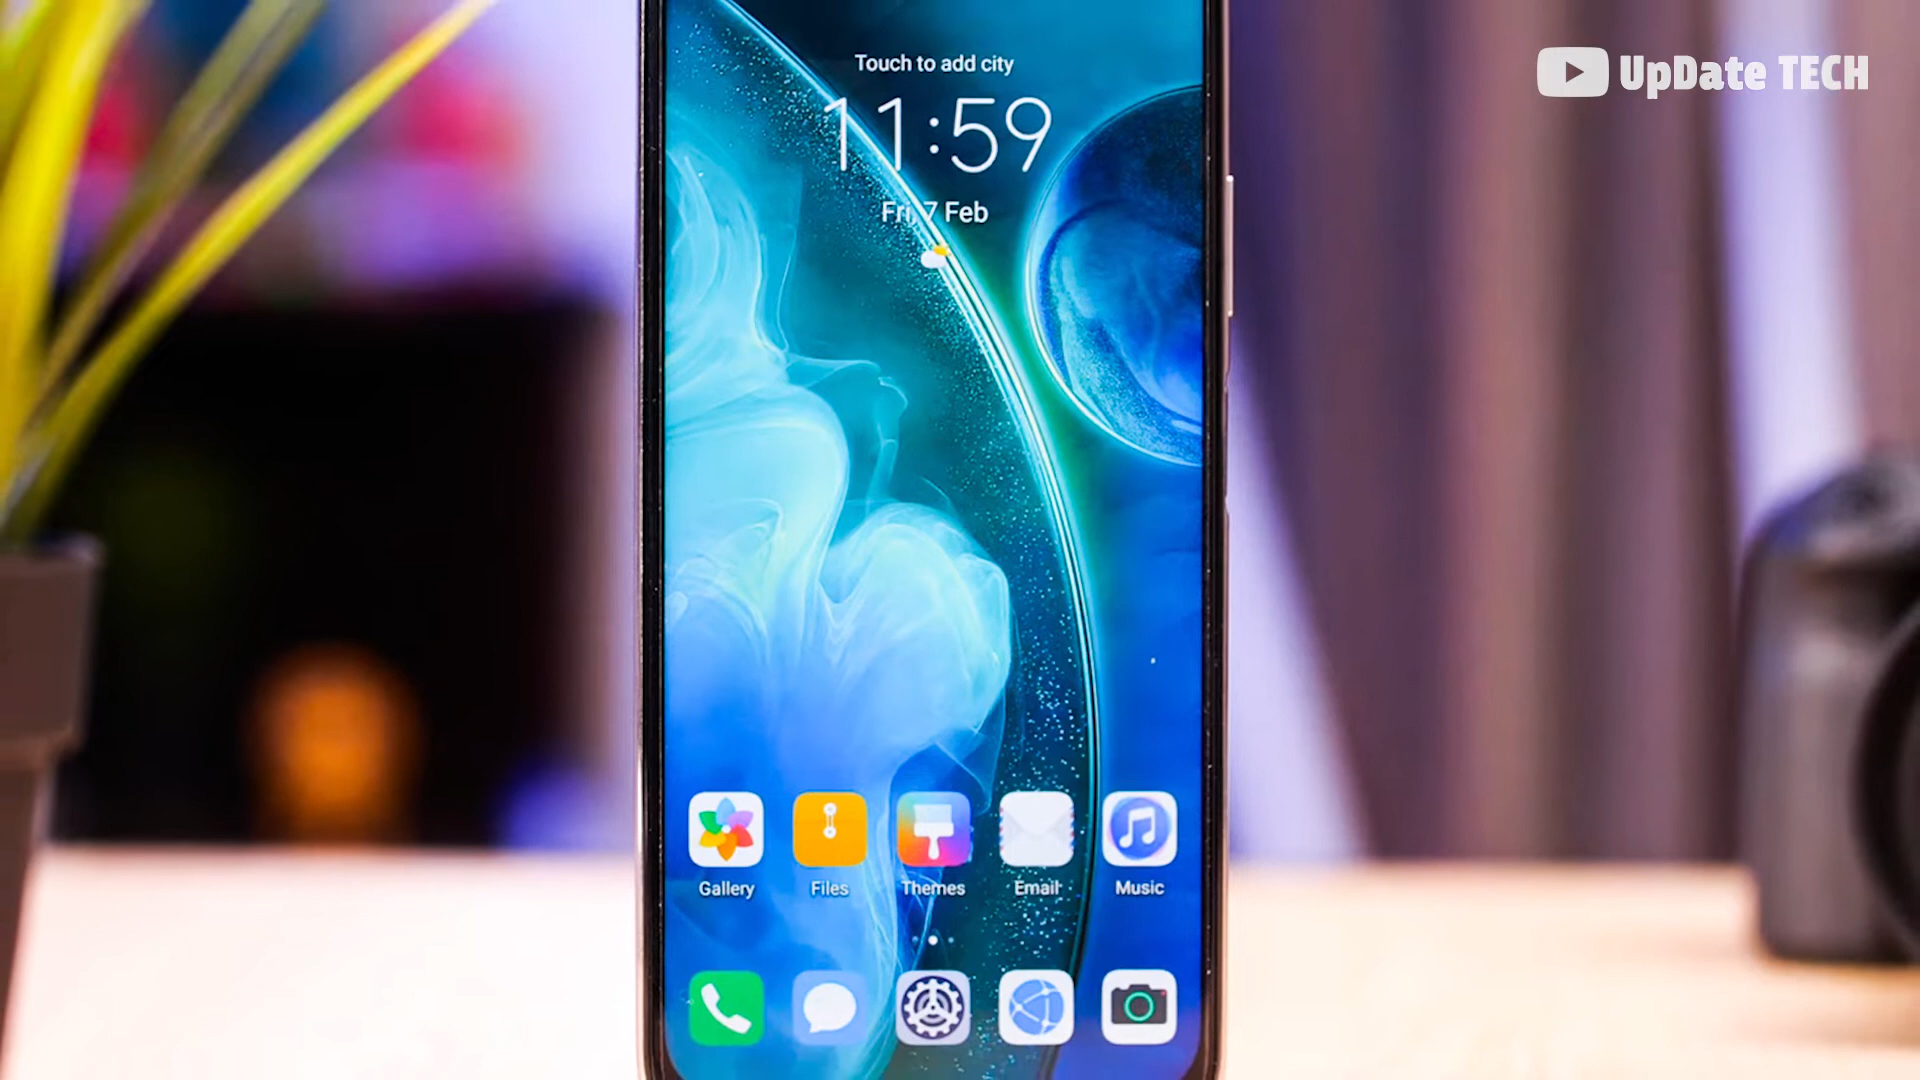 UpDate TECH
Touch to add city
11:59
Fri, 7 Feb
Gallery
Files
Themes
Email
Music